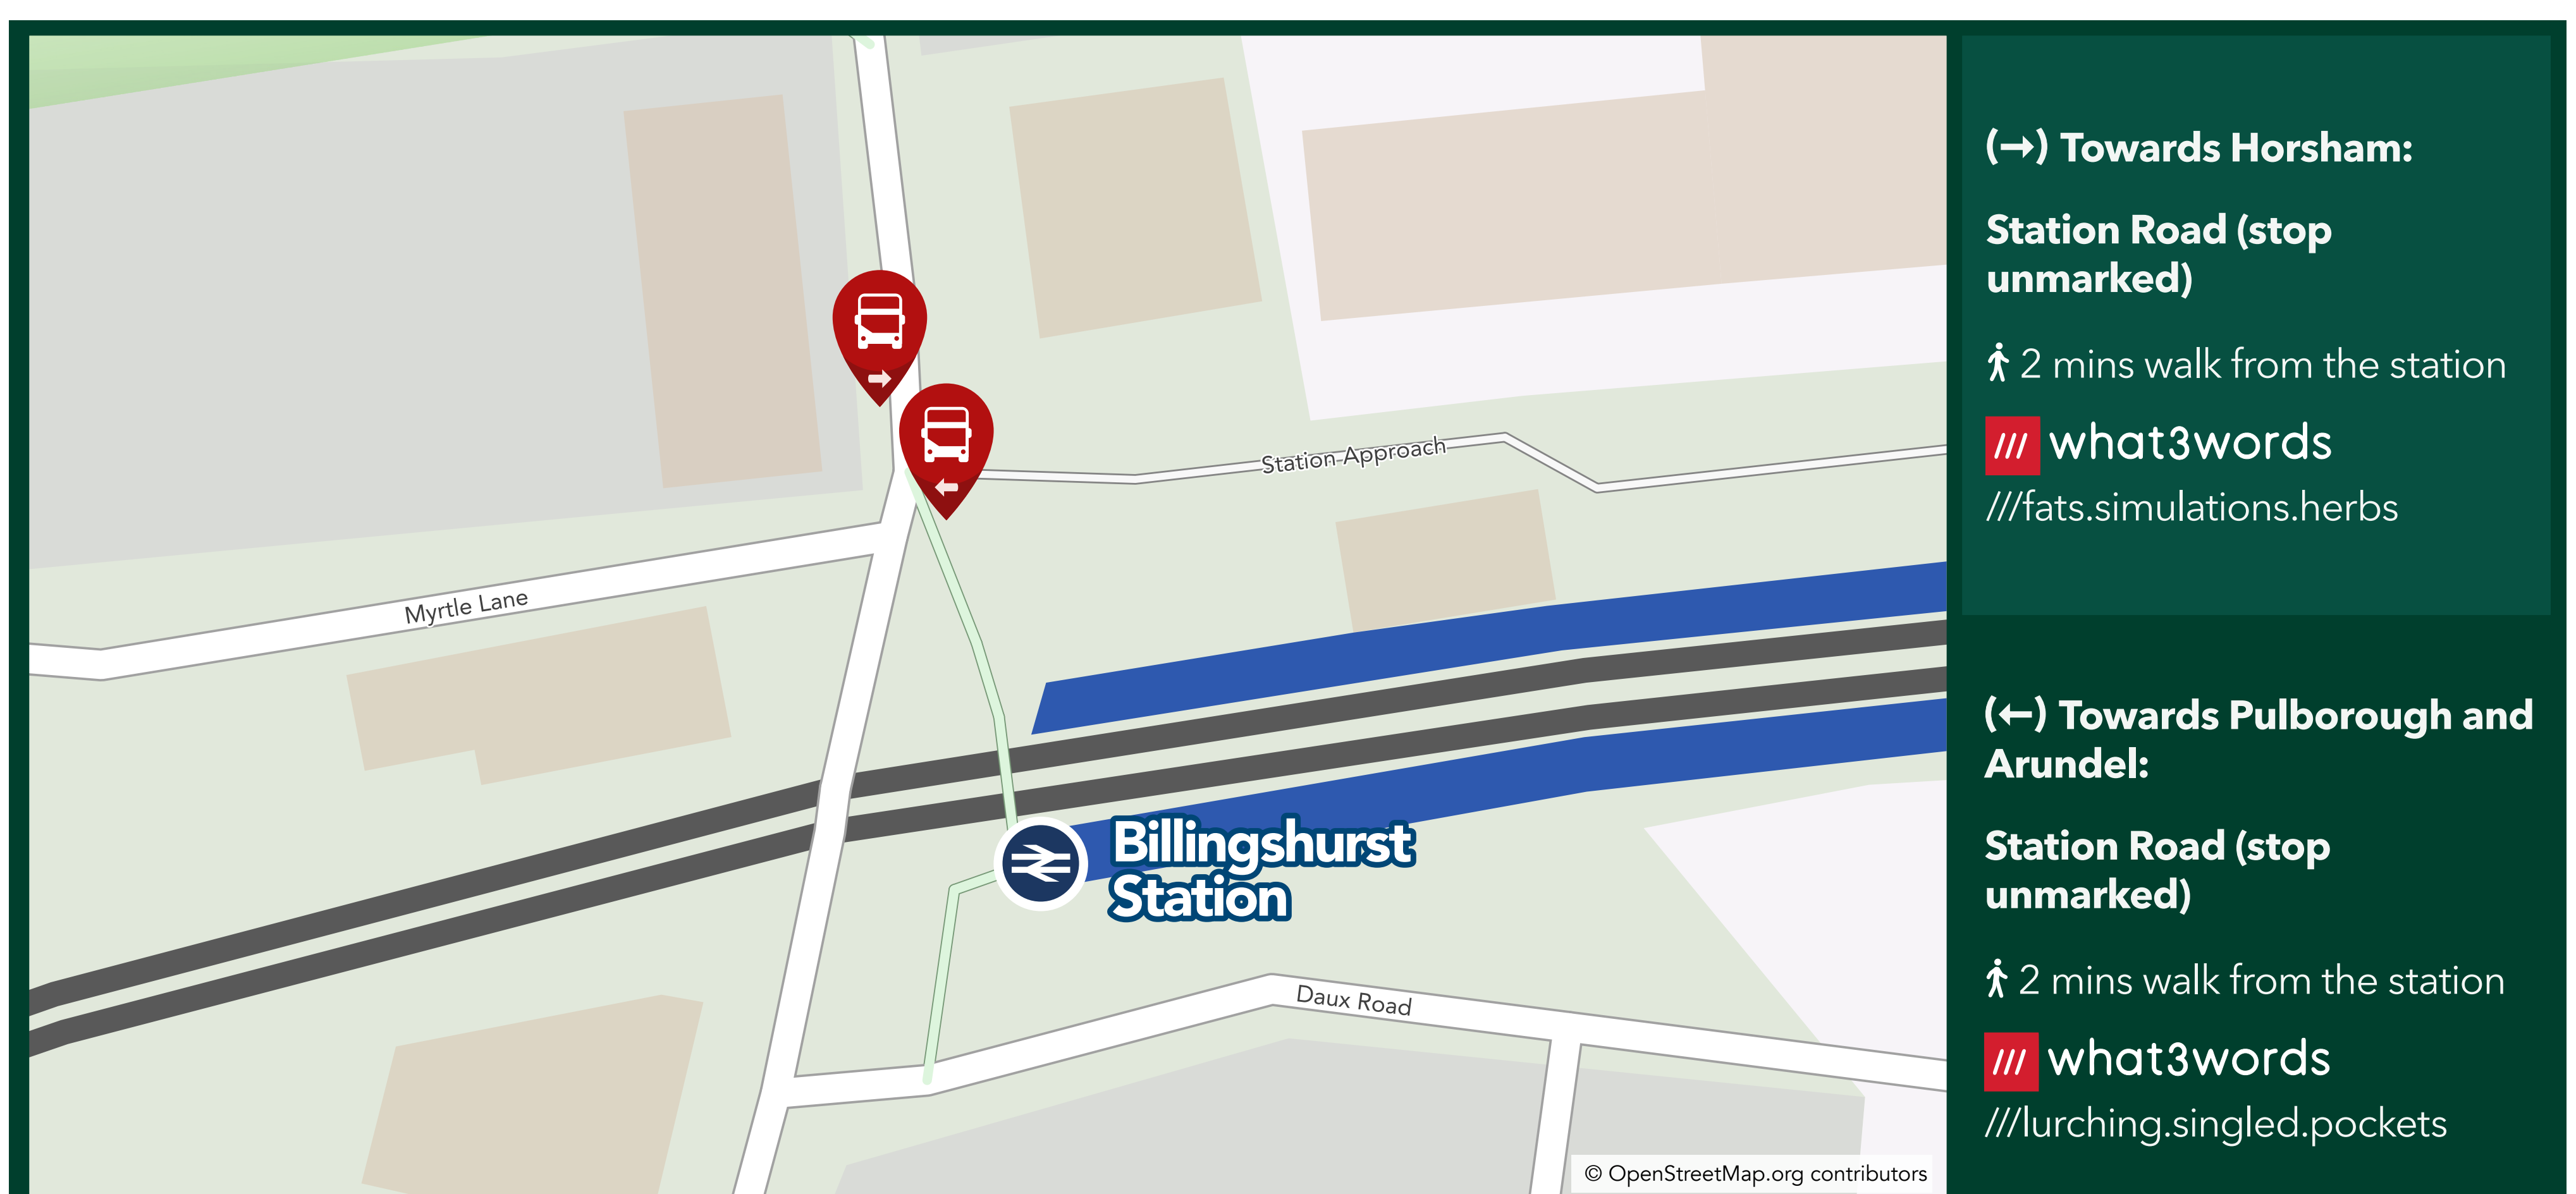 Station Approach
Myrtle Lane
Billingshurst
Station
Daux Road
© OpenStreetMap.org contributors
(→) Towards Horsham:
Station Road (stop
unmarked)
2 mins walk from the station
what3words
///fats.simulations.herbs
(←) Towards Pulborough and
Arundel:
Station Road (stop
unmarked)
2 mins walk from the station
what3words
///lurching.singled.pockets